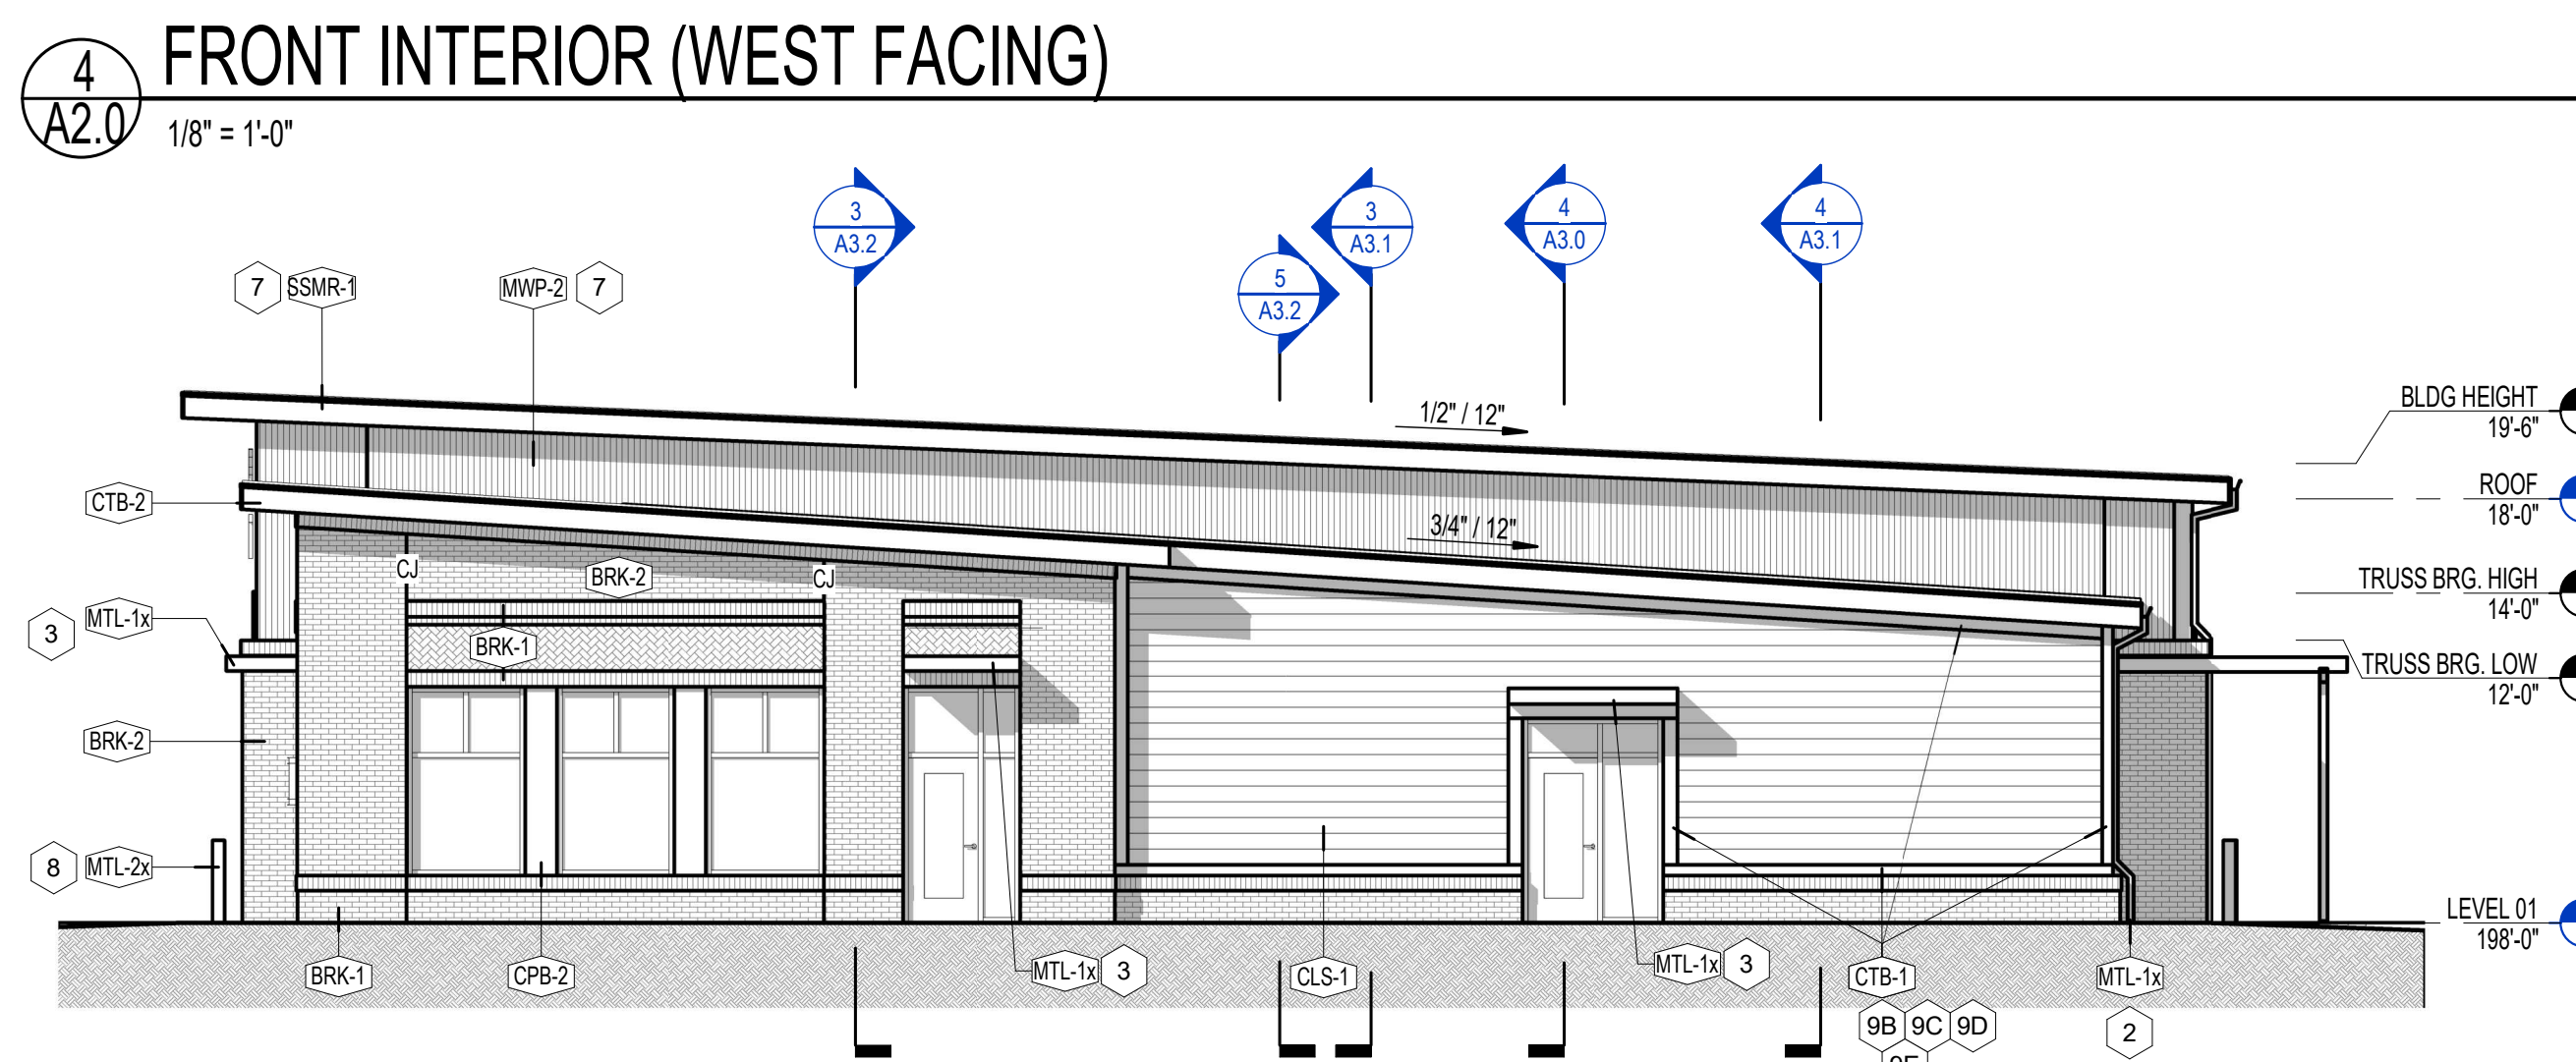 4
A2.0
FRONT INTERIOR (WEST FACING)
1/8" = 1'-0"
3
A3.2
5
A3.2
3
A3.1
4
A3.0
4
A3.1
7
SSMR-1
MWP-2
7
1/2" / 12"
3/4" / 12"
BLDG HEIGHT
19'-6"
ROOF
18'-0"
TRUSS BRG. HIGH
14'-0"
TRUSS BRG. LOW
12'-0"
LEVEL 01
198'-0"
CTB-2
CJ
BRK-2
CJ
3
MTL-1x
BRK-1
BRK-2
8
MTL-2x
BRK-1
CPB-2
MTL-1x
3
CLS-1
MTL-1x
3
CTB-1
MTL-1x
9B
9C
9D
2